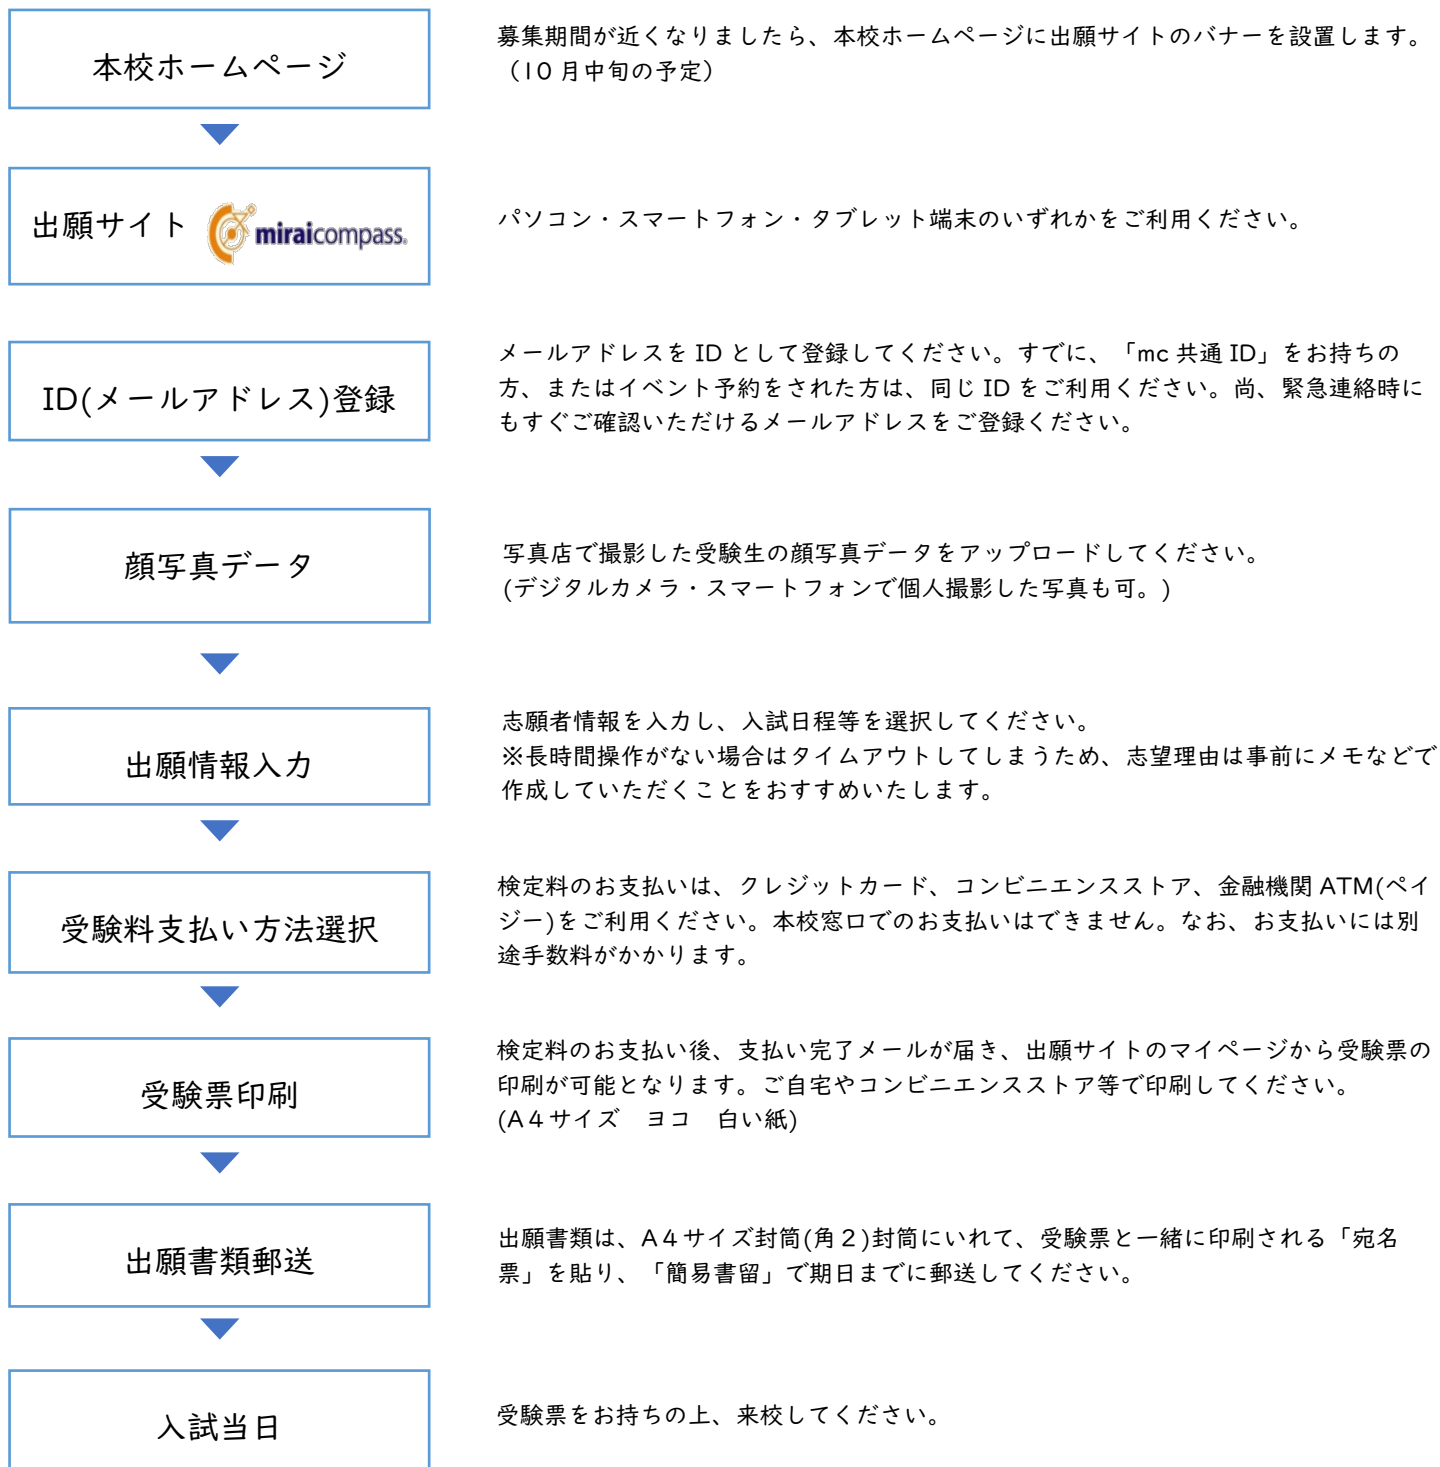 本校ホームページ
募集期間が近くなりましたら、本校ホームページに出願サイトのバナーを設置します。
（10月中旬の予定）
出願サイト miraicompass.
パソコン・スマートフォン・タブレット端末のいずれかをご利用ください。
ID(メールアドレス)登録
メールアドレスを ID として登録してください。すでに、「mc 共通 ID」をお持ちの
方、またはイベント予約をされた方は、同じ ID をご利用ください。尚、緊急連絡時に
もすぐご確認いただけるメールアドレスをご登録ください。
顔写真データ
写真店で撮影した受験生の顔写真データをアップロードしてください。
(デジタルカメラ・スマートフォンで個人撮影した写真も可。)
出願情報入力
志願者情報を入力し、入試日程等を選択してください。
※長時間操作がない場合はタイムアウトしてしまうため、志望理由は事前にメモなどで
作成していただくことをおすすめいたします。
受験料支払い方法選択
検定料のお支払いは、クレジットカード、コンビニエンスストア、金融機関 ATM(ペイ
ジー)をご利用ください。本校窓口でのお支払いはできません。なお、お支払いには別
途手数料がかかります。
受験票印刷
検定料のお支払い後、支払い完了メールが届き、出願サイトのマイページから受験票の
印刷が可能となります。ご自宅やコンビニエンスストア等で印刷してください。
(A４サイズ　ヨコ　白い紙)
出願書類郵送
出願書類は、A４サイズ封筒(角２)封筒にいれて、受験票と一緒に印刷される「宛名
票」を貼り、「簡易書留」で期日までに郵送してください。
入試当日
受験票をお持ちの上、来校してください。